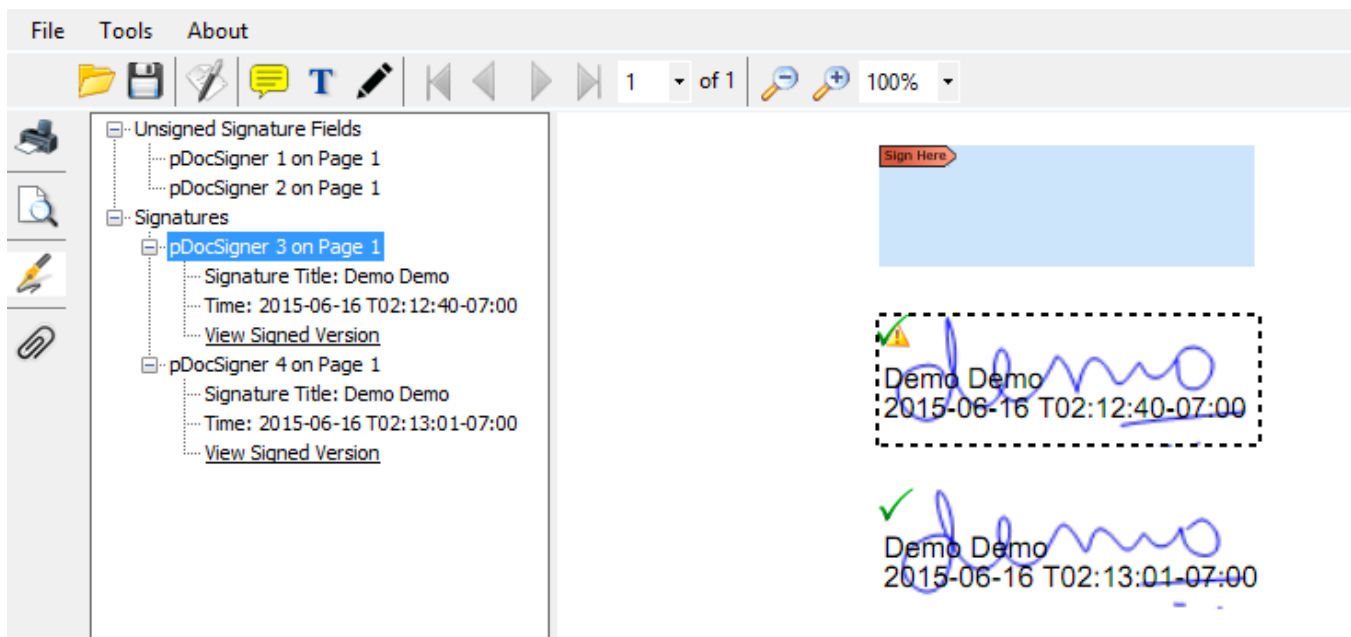 File Tools About
T 1 of 1 100%
Unsigned Signature Fields
pDocSigner 1 on Page 1
pDocSigner 2 on Page 1
Signatures
pDocSigner 3 on Page 1
Signature Title: Demo Demo
Time: 2015-06-16 T02:12:40-07:00
View Signed Version
pDocSigner 4 on Page 1
Signature Title: Demo Demo
Time: 2015-06-16 T02:13:01-07:00
View Signed Version
Sign Here
demo
Demo Demo
2015-06-16 T02:12:40-07:00
demo
Demo Demo
2015-06-16 T02:13:01-07:00